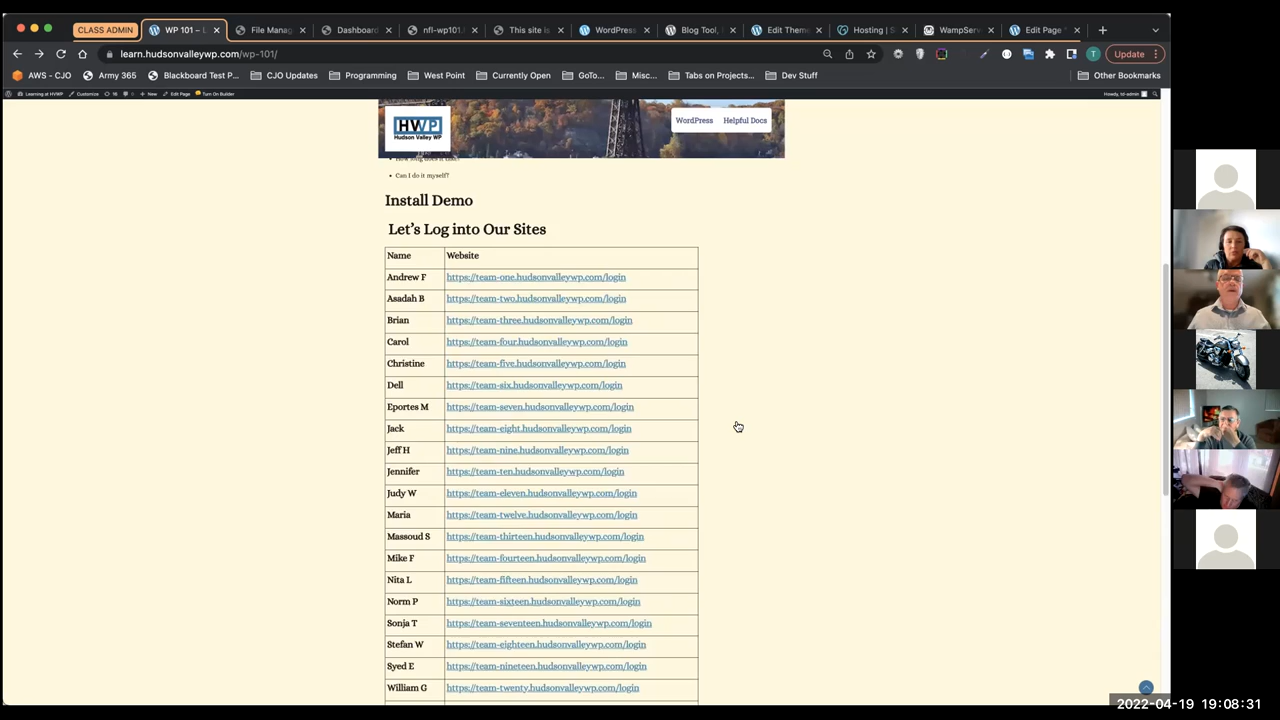 CLASS ADMIN
WP 101 –
File Manag
Dashboard
nfl-wp101.
This site is
WordPress
Blog Tool,
Edit Theme
Hosting | S
WampServ
Edit Page
learn.hudsonvalleywp.com/wp-101/
T
Update
AWS - CJO
Army 365
Blackboard Test P...
CJO Updates
Programming
West Point
Currently Open
GoTo...
Misc...
Tabs on Projects...
Dev Stuff
Other Bookmarks
Learning at HVWP
Customize
New
Edit Page
Turn On Builder
HWP
Hudson Valley WP
WordPress
Helpful Docs
• Can I do it myself?
Install Demo
Let's Log into Our Sites
Name Website
Andrew F https://team-one.hudsonvalleywp.com/login
Asadah B https://team-two.hudsonvalleywp.com/login
Brian https://team-three.hudsonvalleywp.com/login
Carol https://team-four.hudsonvalleywp.com/login
Christine https://team-five.hudsonvalleywp.com/login
Dell https://team-six.hudsonvalleywp.com/login
Eportes M https://team-seven.hudsonvalleywp.com/login
Jack https://team-eight.hudsonvalleywp.com/login
Jeff H https://team-nine.hudsonvalleywp.com/login
Jennifer https://team-ten.hudsonvalleywp.com/login
Judy W https://team-eleven.hudsonvalleywp.com/login
Maria https://team-twelve.hudsonvalleywp.com/login
Massoud S https://team-thirteen.hudsonvalleywp.com/login
Mike F https://team-fourteen.hudsonvalleywp.com/login
Nita L https://team-fifteen.hudsonvalleywp.com/login
Norm P https://team-sixteen.hudsonvalleywp.com/login
Sonja T https://team-seventeen.hudsonvalleywp.com/login
Stefan W https://team-eighteen.hudsonvalleywp.com/login
Syed E https://team-nineteen.hudsonvalleywp.com/login
William G https://team-twenty.hudsonvalleywp.com/login
2022-04-19 19:08:31